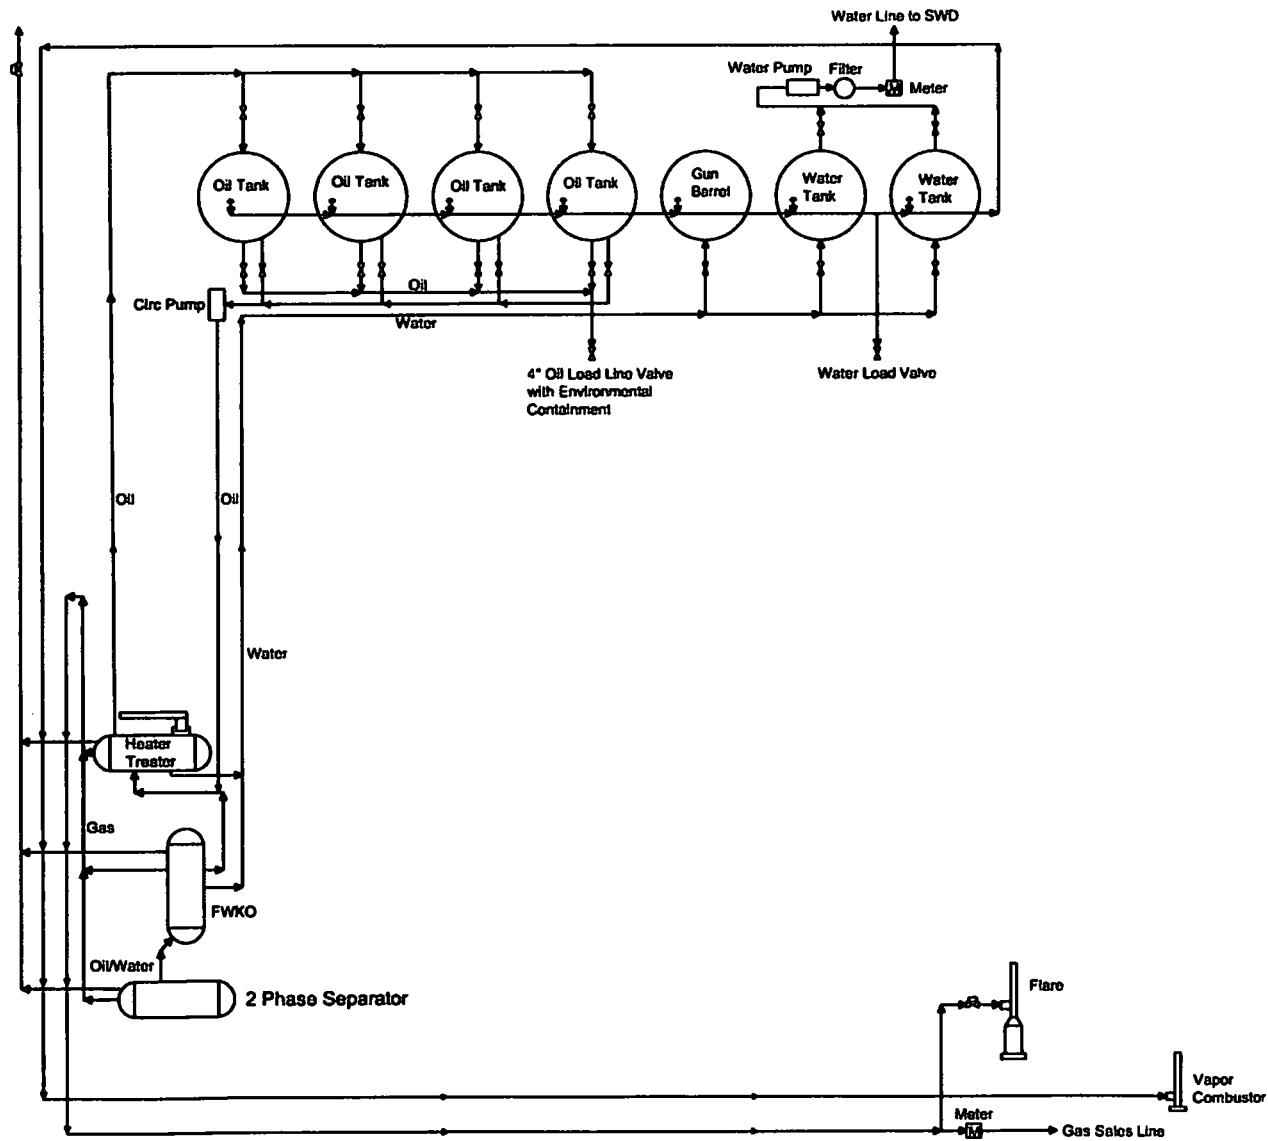 Water Line to SWD
Water Pump
Filter
Meter
Oil Tank
Oil Tank
Oil Tank
Oil Tank
Gun
Barrel
Water
Tank
Water
Tank
Circ Pump
Oil
Water
4" Oil Load Line Valve
with Environmental
Containment
Water Load Valve
Oil
Oil
Water
Heater
Treater
Gas
FWKO
Oil/Water
2 Phase Separator
Flare
Vapor
Combustor
Meter
M
Gas Sales Line